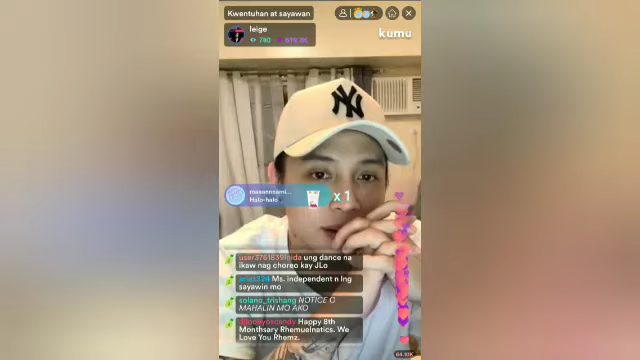 Kwentuhan at sayawan
leige
780
kumu
NY
Halo-halo
x 1
ung dance na
ikaw nag choreo kay JLo
Ms. independent n lng
sayawin mo
solano_trishang NOTICE O
MAHALIN MO AKO
Happy 8th
Monthsary Rhemuelnatics. We
Love You Rhemz.